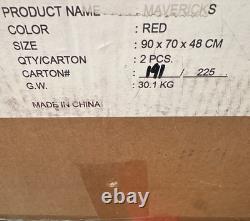 PRODUCT NAME MAVERICKS
COLOR : RED
SIZE : 90 x 70 x 48 CM
QTY/CARTON : 2 PCS.
CARTON# : 191 / 225
G.W. : 30.1 KG
MADE IN CHINA